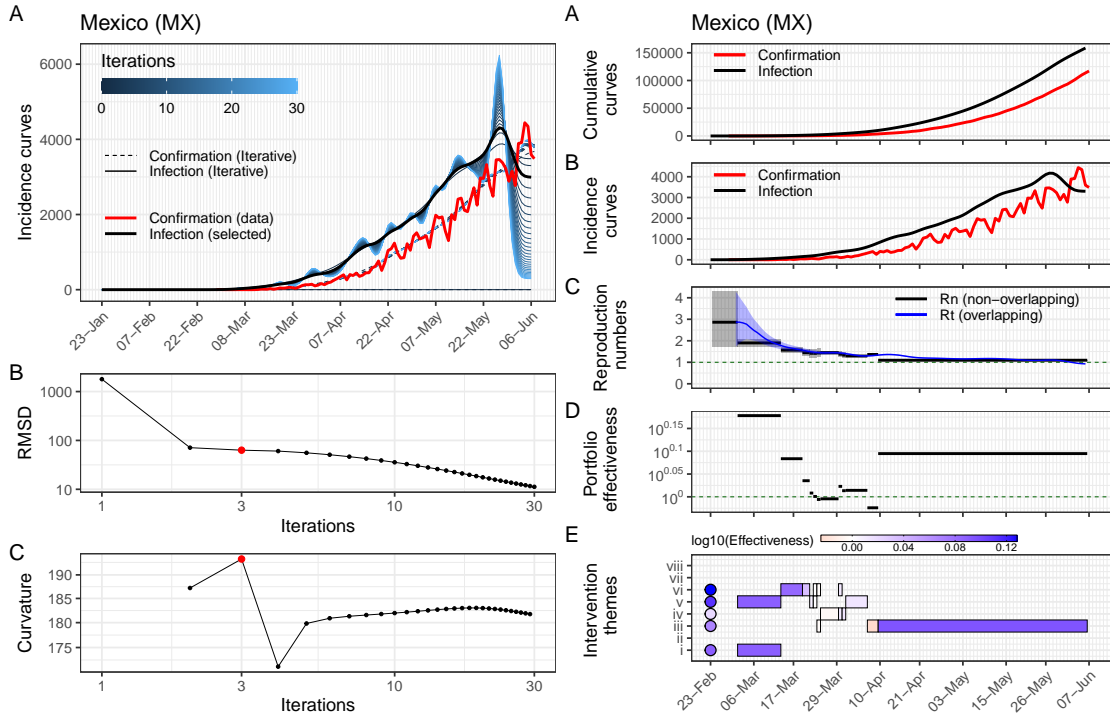 A
Mexico (MX)
Iterations
0 10 20 30
Confirmation (Iterative)
Infection (Iterative)
Confirmation (data)
Infection (selected)
Incidence curves
6000
4000
2000
0
23−Jan
07−Feb
22−Feb
08−Mar
23−Mar
07−Apr
22−Apr
07−May
22−May
06−Jun
B
RMSD
1000
100
10
1 3 10 30
Iterations
C
Curvature
190
185
180
175
1 3 10 30
Iterations
A
Mexico (MX)
Cumulative
curves
150000
100000
50000
0
Confirmation
Infection
B
Incidence
curves
4000
3000
2000
1000
0
Confirmation
Infection
C
Reproduction
numbers
4
3
2
1
0
Rn (non−overlapping)
Rt (overlapping)
D
Portfolio
effectiveness
10^0.15
10^0.1
10^0.05
10^0
E
log10(Effectiveness)
0.00 0.04 0.08 0.12
Intervention
themes
viii
vii
vi
v
iv
iii
ii
i
23−Feb
06−Mar
17−Mar
29−Mar
10−Apr
21−Apr
03−May
15−May
26−May
07−Jun